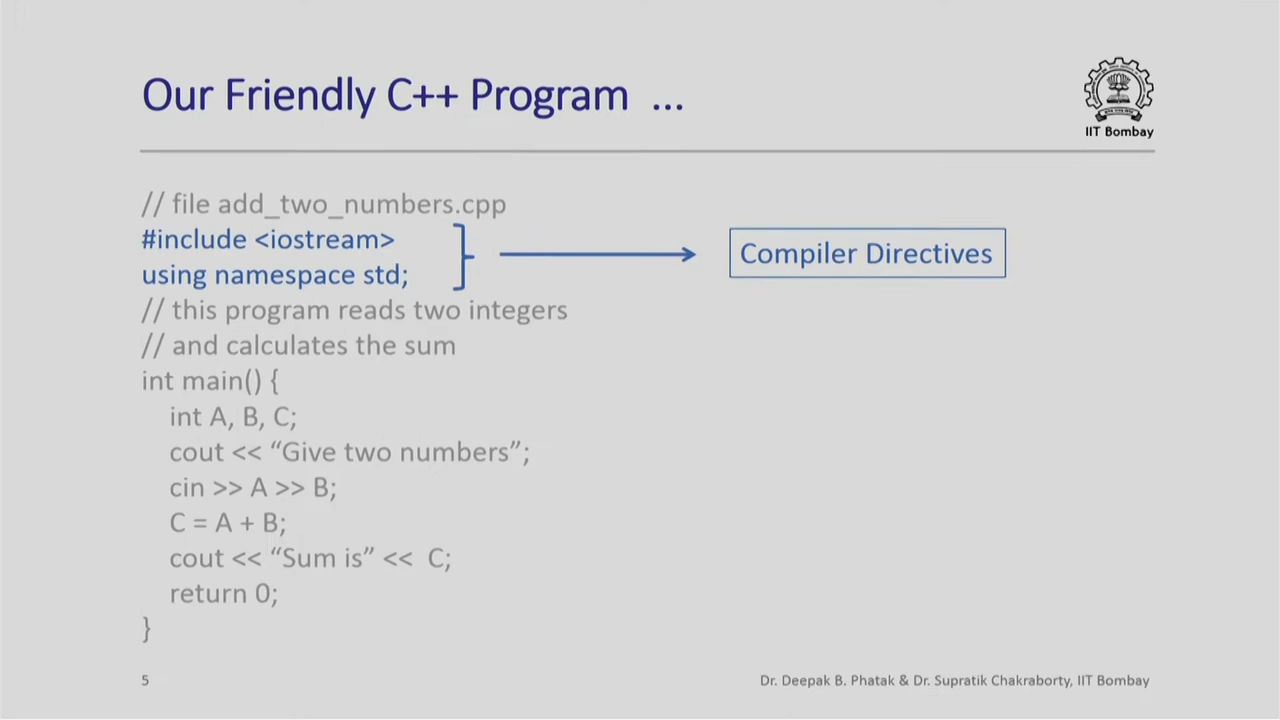 Our Friendly C++ Program ...
IIT Bombay
// file add_two_numbers.cpp
#include <iostream>
using namespace std;
Compiler Directives
// this program reads two integers
// and calculates the sum
int main() {
int A, B, C;
cout << “Give two numbers”;
cin >> A >> B;
C = A + B;
cout << “Sum is” << C;
return 0;
}
5
Dr. Deepak B. Phatak & Dr. Supratik Chakraborty, IIT Bombay